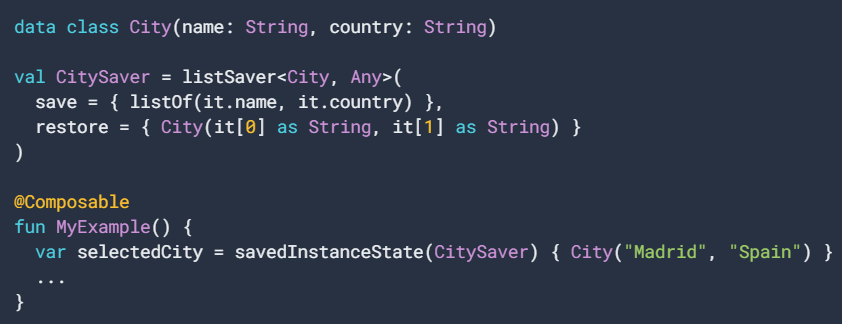 data class City(name: String, country: String)
val CitySaver = listSaver<City, Any>(
save = { listOf(it.name, it.country) },
restore = { City(it[0] as String, it[1] as String) }
)
@Composable
fun MyExample() {
var selectedCity = savedInstanceState(CitySaver) { City("Madrid", "Spain") }
...
}